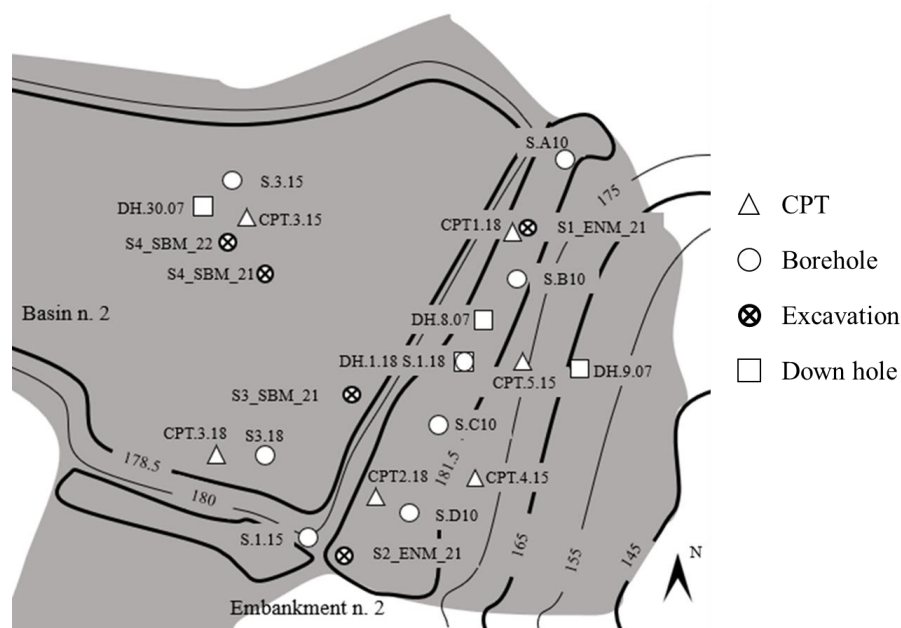 S.A10
175
S.3.15
DH.30.07
CPT.3.15
CPT1.18
S1_ENM_21
S4_SBM_22
S4_SBM_21
S.B10
Basin n. 2
DH.8.07
DH.1.18 S.1.18
DH.9.07
CPT.5.15
S3_SBM_21
S.C10
CPT.3.18
S3.18
178.5
181.5
CPT2.18
CPT.4.15
180
S.D10
S.1.15
S2_ENM_21
165
155
145
N
Embankment n. 2
CPT
Borehole
Excavation
Down hole